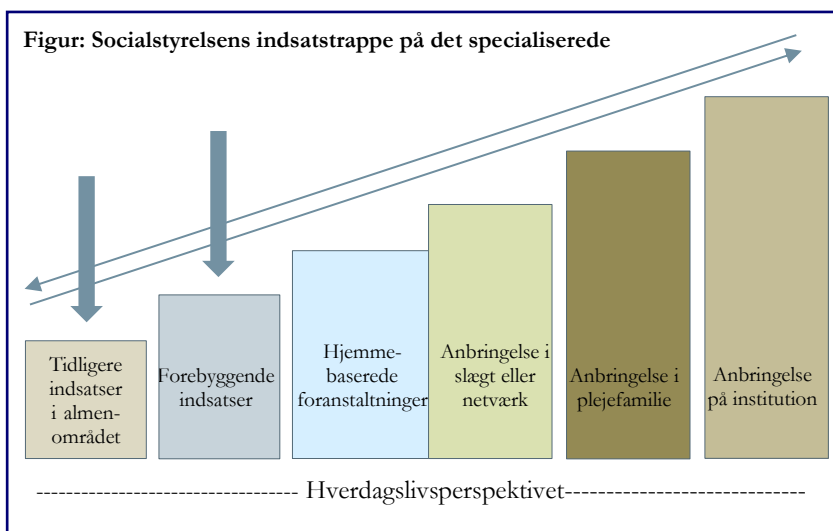 Figur: Socialstyrelsens indsatstrappe på det specialiserede
Tidligere
indsatser
i almen-
området
Forebyggende
indsatser
Hjemme-
baserede
foranstaltninger
Anbringelse i
slægt eller
netværk
Anbringelse i
plejefamilie
Anbringelse
på institution
------------------------------ Hverdagslivsperspektivet---------------------------